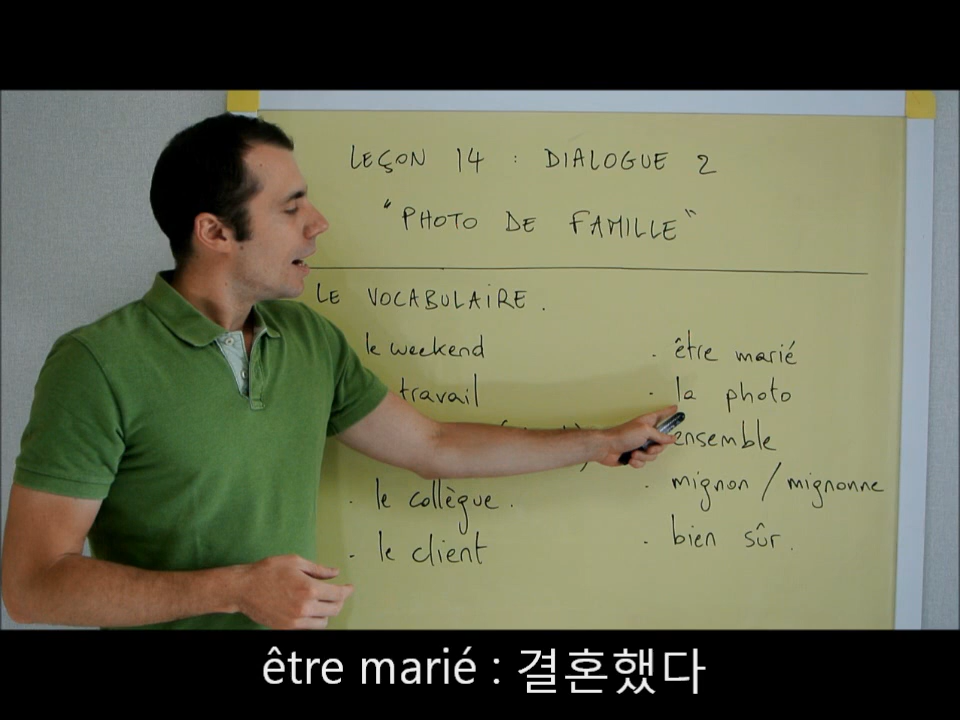 LEÇON 14 : DIALOGUE 2
"PHOTO DE FAMILLE"
LE VOCABULAIRE.
le weekend
travail
· le collègue.
· le client
· être marié
· la photo
ensemble
· mignon / mignonne
· bien sûr.
être marié : 결혼했다